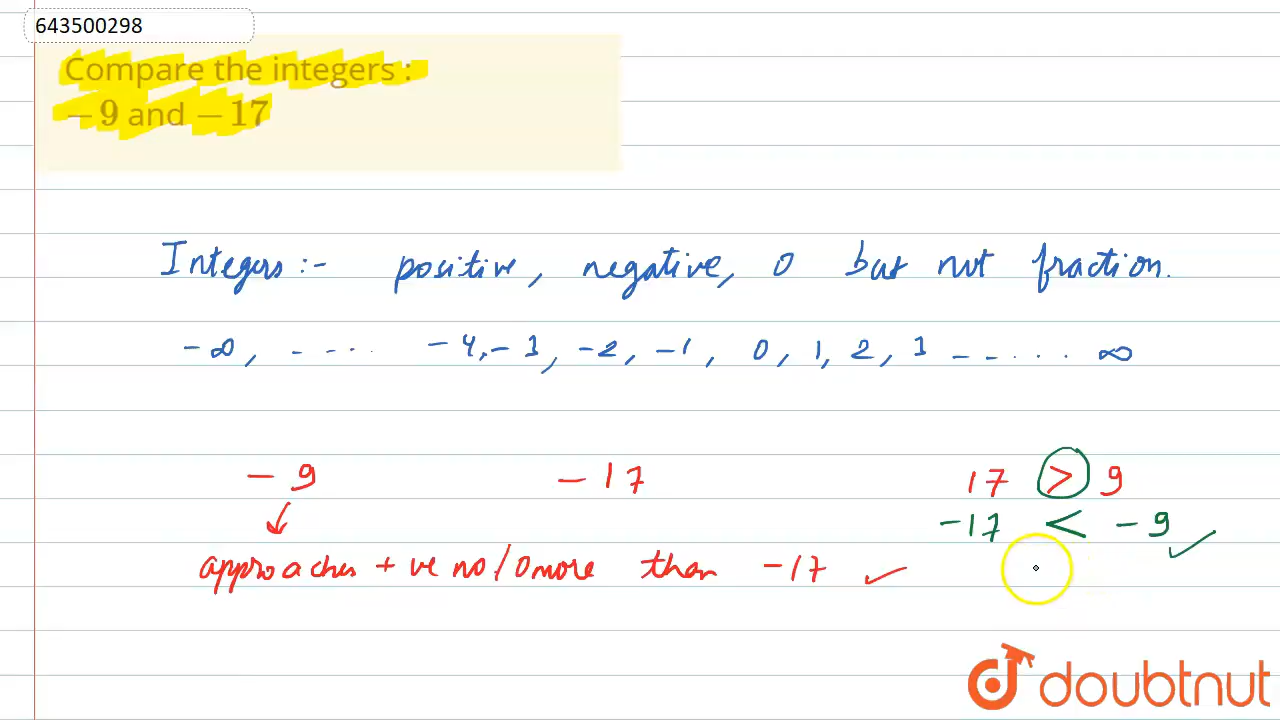 643500298
Compare the integers :
−9 and −17
Integers :- positive, negative, 0 but not fraction.
-∞, ------- -4, -3, -2, -1, 0, 1, 2, 3 ------- ∞
-9 -17 17 > 9
-17 < -9
approaches +ve no/0 more than -17
doubtnut